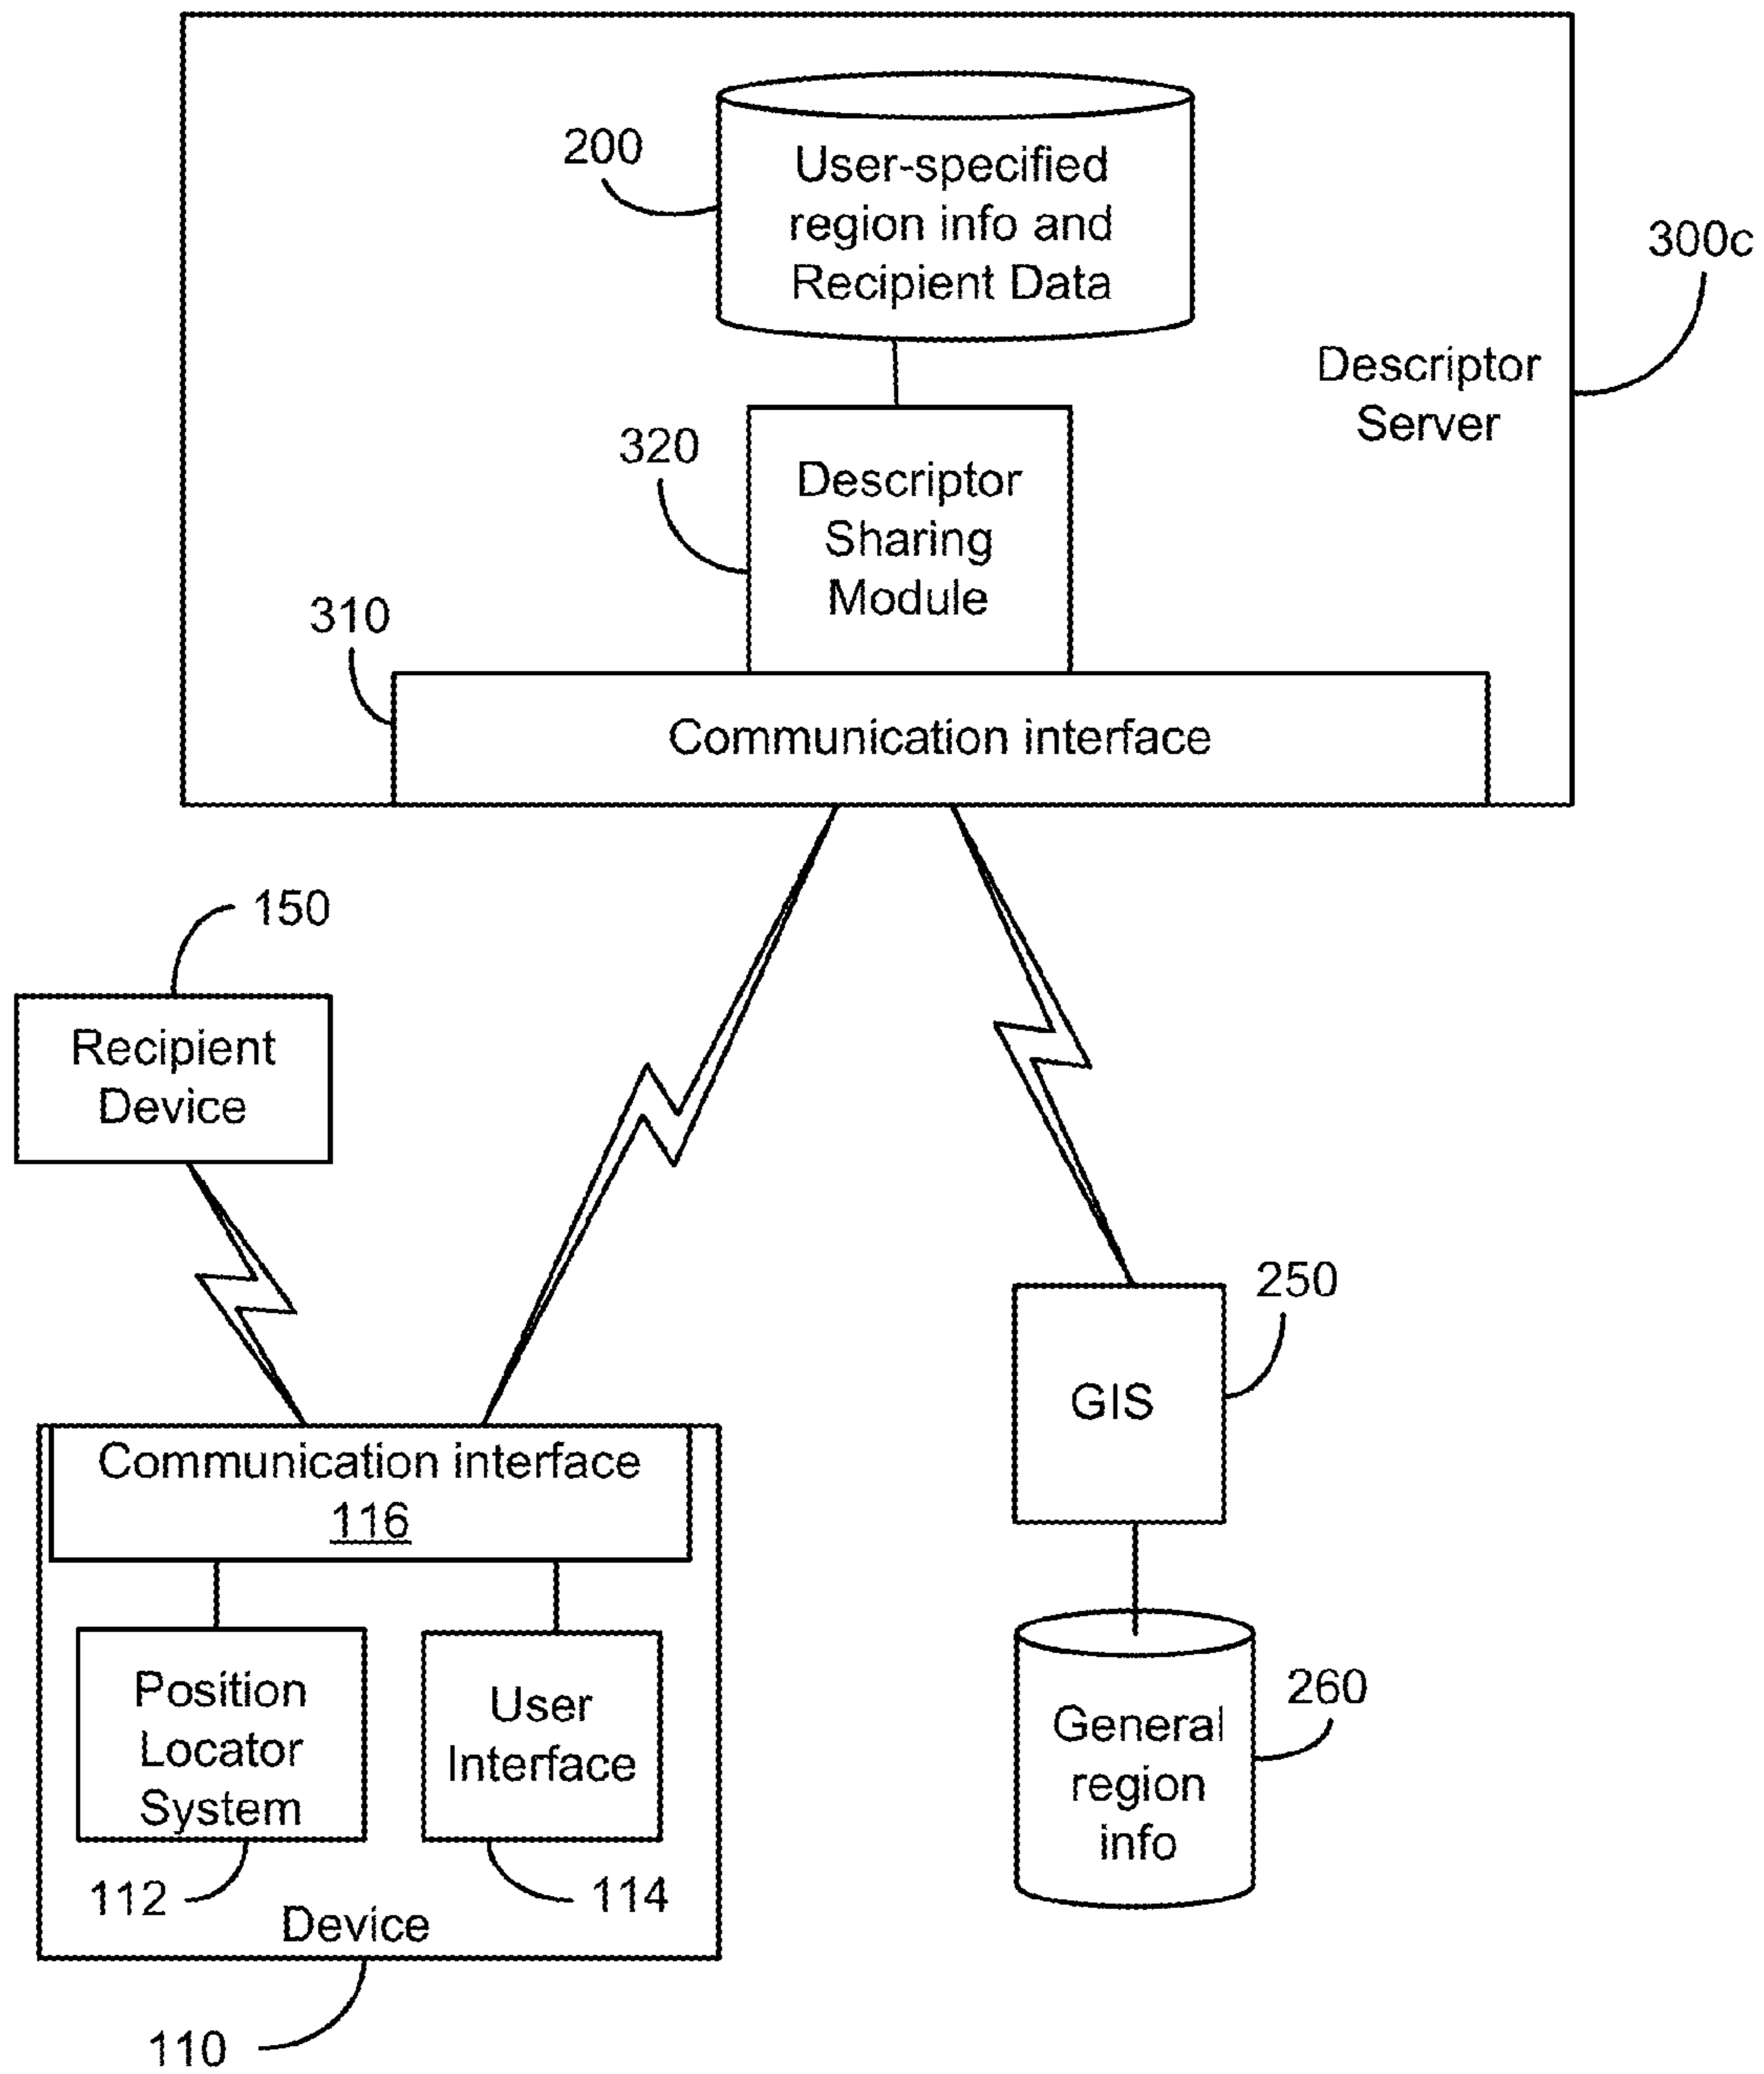 200
User-specified
region info and
Recipient Data
300c
Descriptor
Server
320
Descriptor
Sharing
Module
310
Communication interface
150
Recipient
Device
250
GIS
Communication interface
116
Position
Locator
System
User
Interface
260
General
region
info
112
114
Device
110